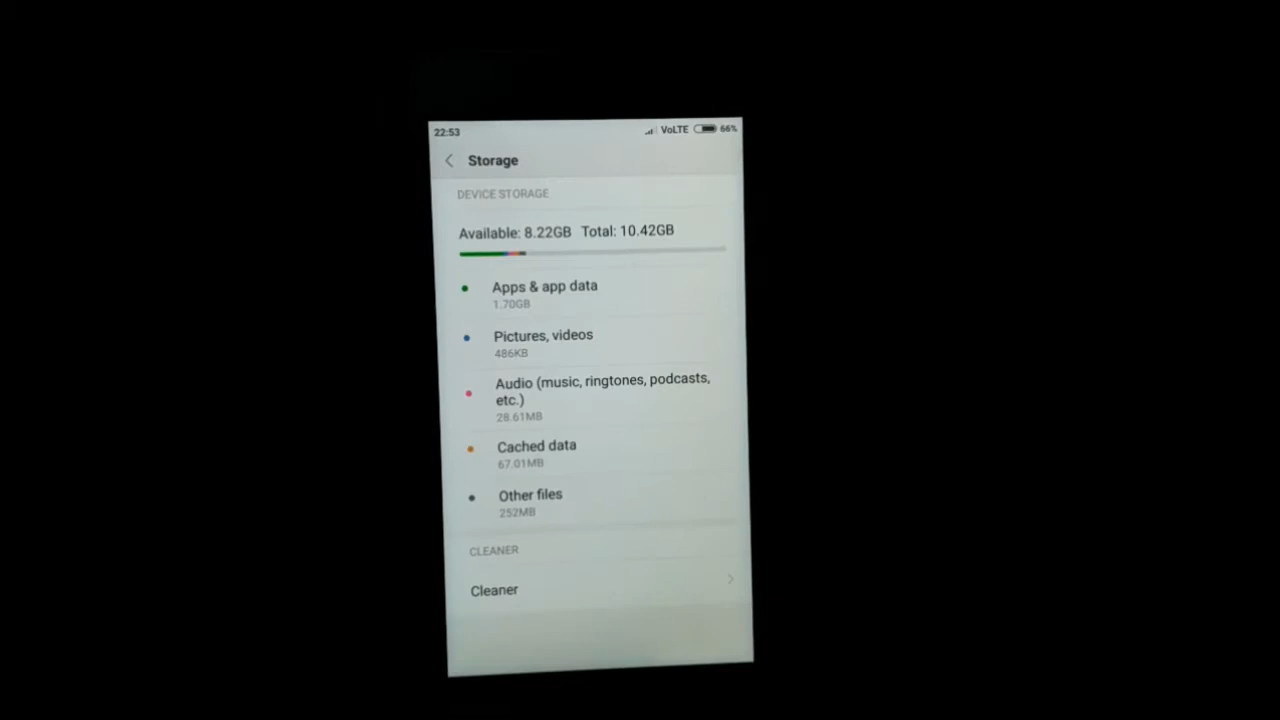 22:53 VoLTE 66%
Storage
DEVICE STORAGE
Available: 8.22GB Total: 10.42GB
Apps & app data
1.70GB
Pictures, videos
486KB
Audio (music, ringtones, podcasts,
etc.)
28.61MB
Cached data
67.01MB
Other files
252MB
CLEANER
Cleaner